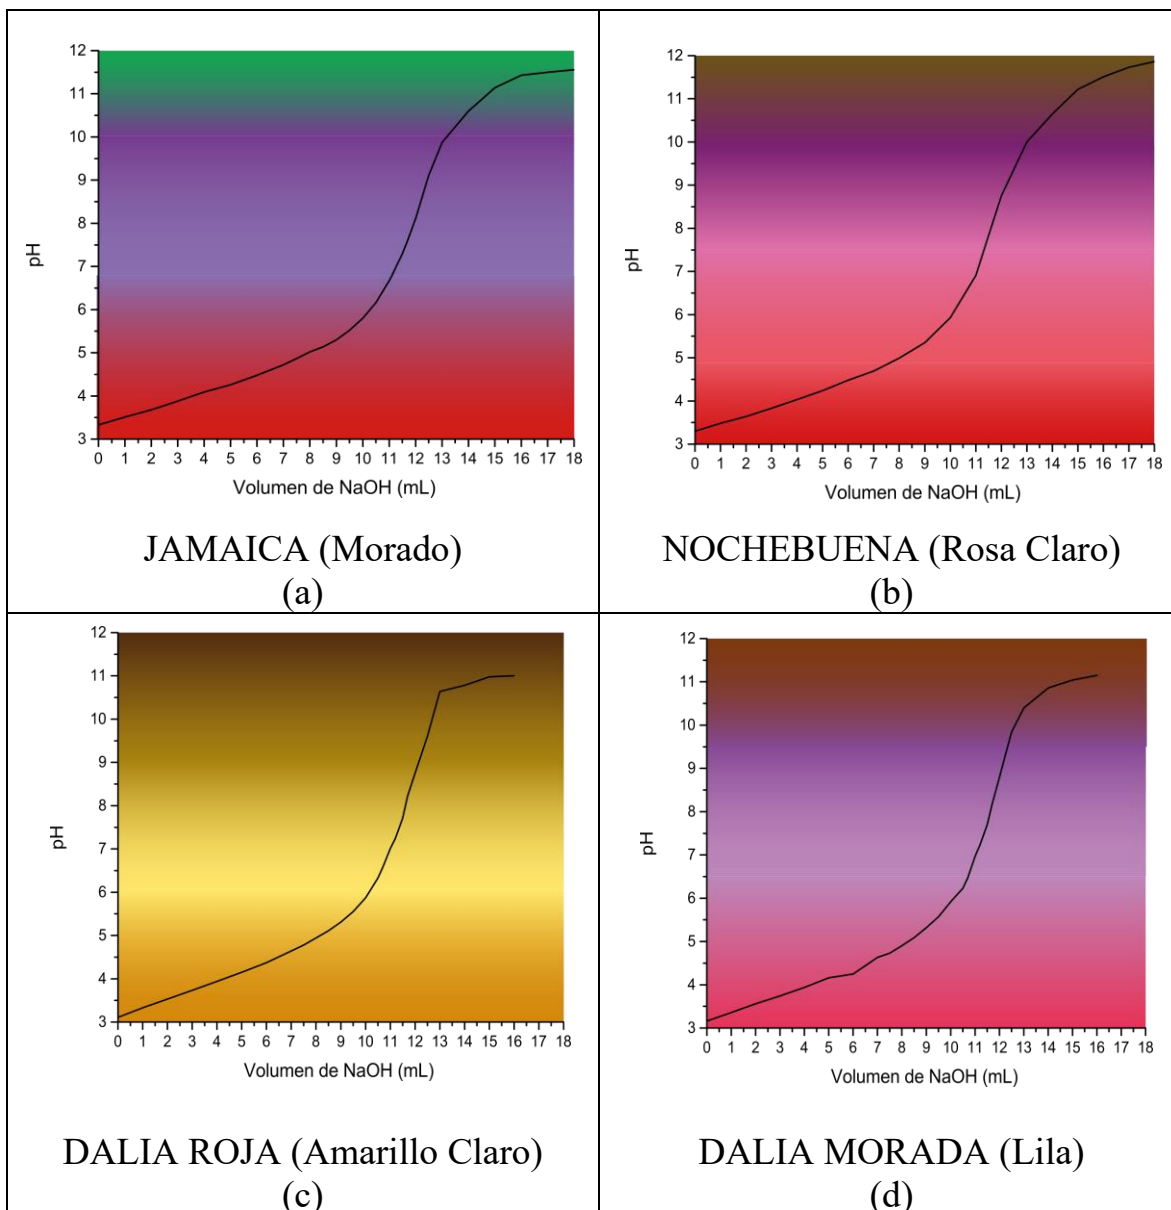 12
11
10
9
8
7
6
5
4
3
pH
0 1 2 3 4 5 6 7 8 9 10 11 12 13 14 15 16 17 18
Volumen de NaOH (mL)
JAMAICA (Morado)
(a)
12
11
10
9
8
7
6
5
4
3
pH
0 1 2 3 4 5 6 7 8 9 10 11 12 13 14 15 16 17 18
Volumen de NaOH (mL)
NOCHEBUENA (Rosa Claro)
(b)
12
11
10
9
8
7
6
5
4
3
pH
0 1 2 3 4 5 6 7 8 9 10 11 12 13 14 15 16 17 18
Volumen de NaOH (mL)
DALIA ROJA (Amarillo Claro)
(c)
12
11
10
9
8
7
6
5
4
3
pH
0 1 2 3 4 5 6 7 8 9 10 11 12 13 14 15 16 17 18
Volumen de NaOH (mL)
DALIA MORADA (Lila)
(d)